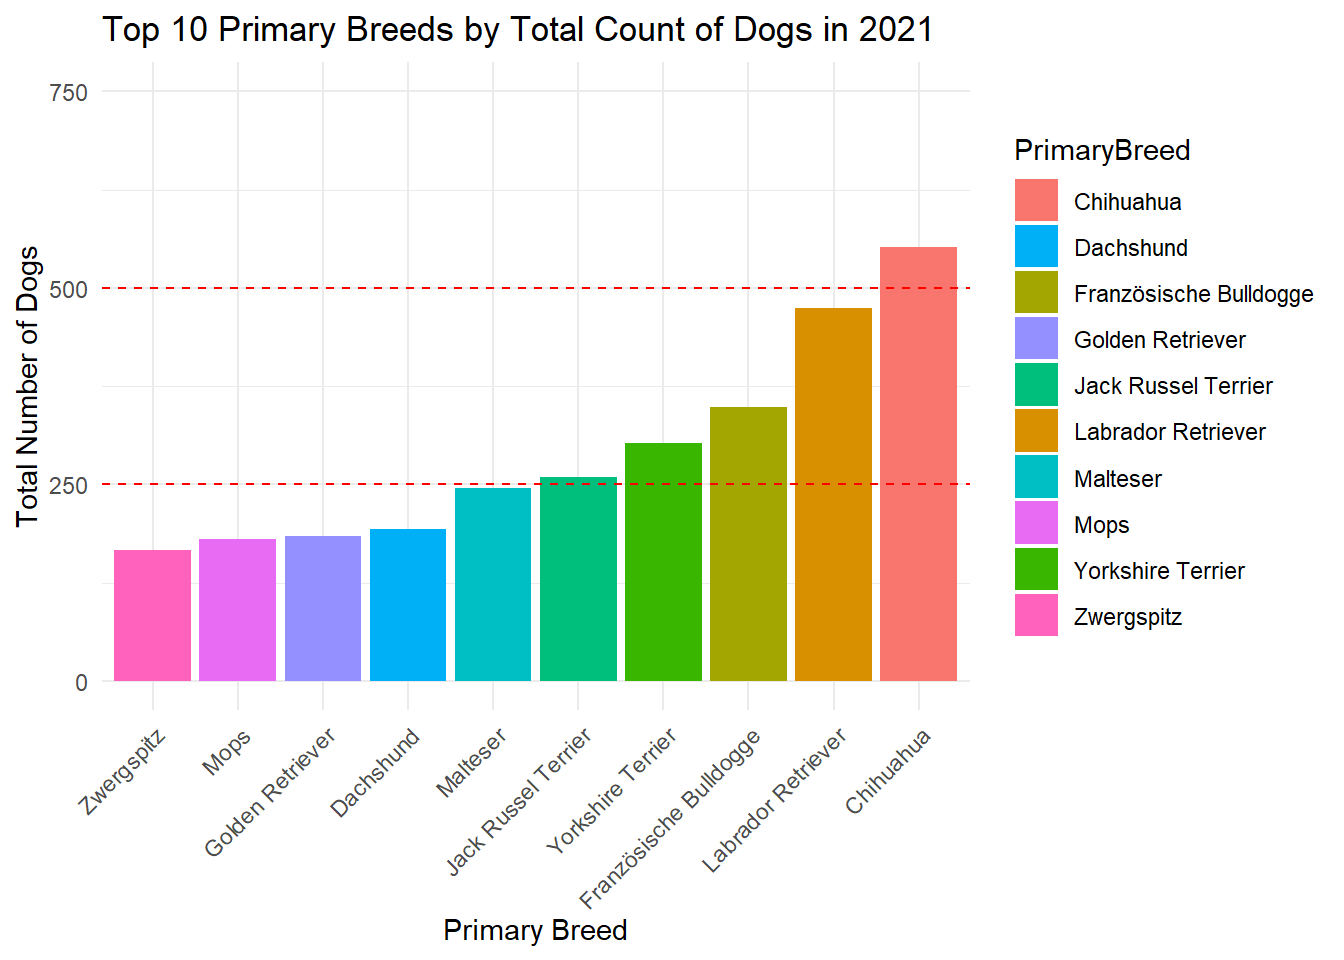 Top 10 Primary Breeds by Total Count of Dogs in 2021
Total Number of Dogs
750
500
250
0
Zwergspitz
Mops
Golden Retriever
Dachshund
Malteser
Jack Russel Terrier
Yorkshire Terrier
Französische Bulldogge
Labrador Retriever
Chihuahua
Primary Breed
PrimaryBreed
Chihuahua
Dachshund
Französische Bulldogge
Golden Retriever
Jack Russel Terrier
Labrador Retriever
Malteser
Mops
Yorkshire Terrier
Zwergspitz